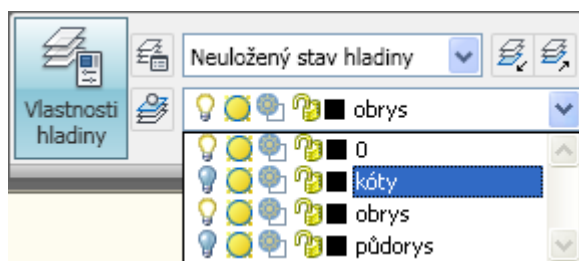 Neuložený stav hladiny
Vlastnosti
hladiny
obrys
0
kóty
obrys
půdorys